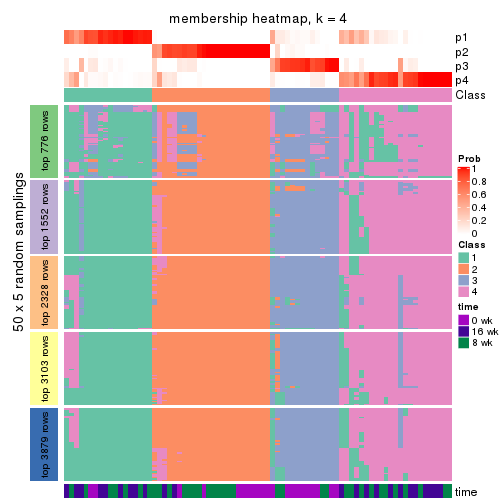 membership heatmap, k = 4
p1
p2
p3
p4
Class
50 x 5 random samplings
top 776 rows
top 1552 rows
top 2328 rows
top 3103 rows
top 3879 rows
time
Prob
1
0.8
0.6
0.4
0.2
0
Class
1
2
3
4
time
0 wk
16 wk
8 wk